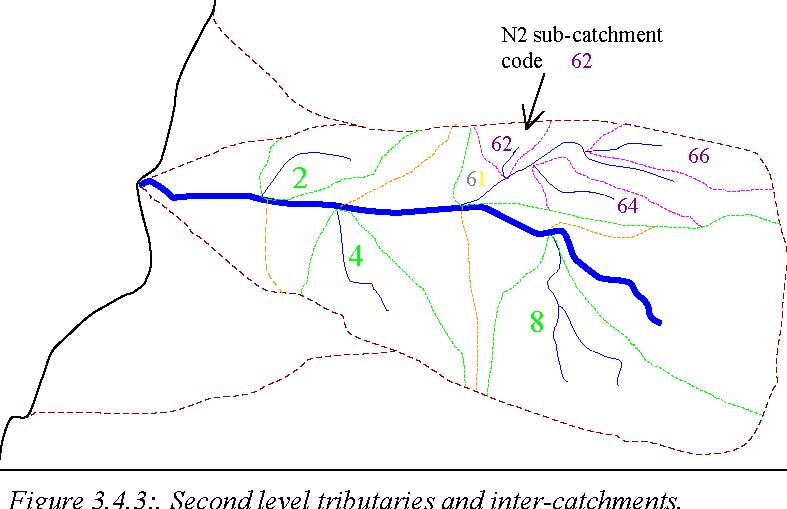 N2 sub-catchment
code 62
62
66
2
61
64
4
8
Figure 3.4.3:. Second level tributaries and inter-catchments.